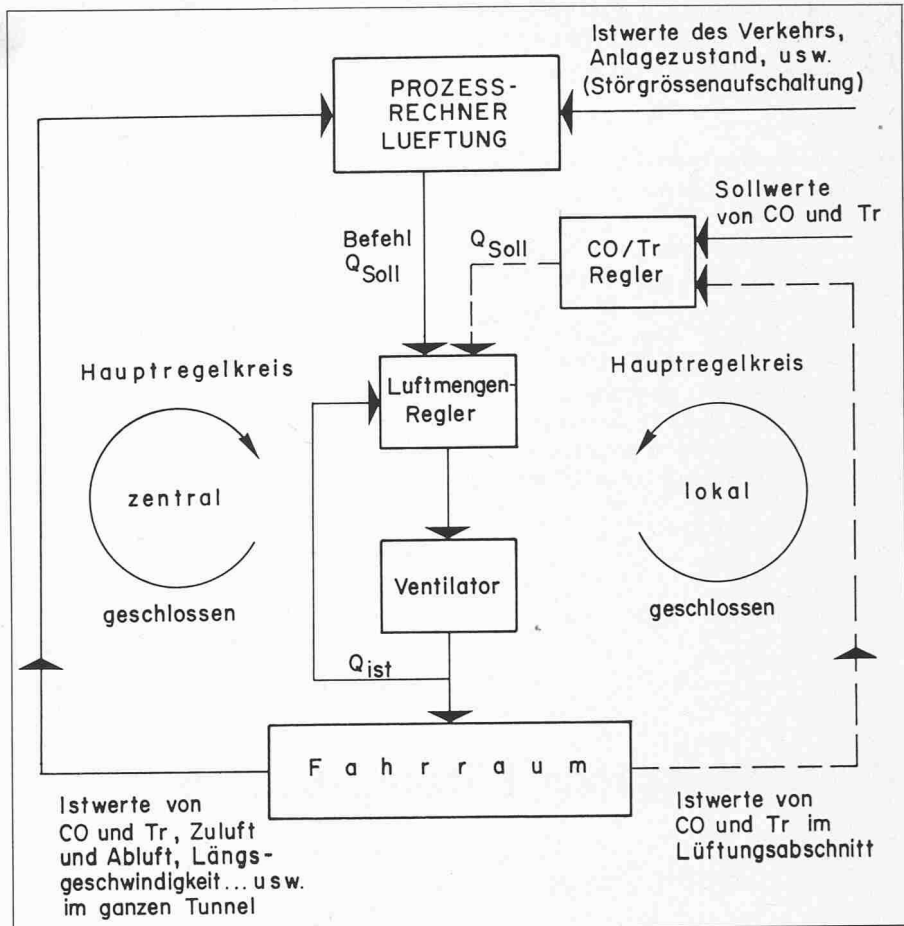 Istwerte des Verkehrs,
Anlagezustand, usw.
(Störgrössenaufschaltung)
PROZESS-
RECHNER
LUEFTUNG
Sollwerte
von CO und Tr
Befehl
QSoll
QSoll
CO/Tr
Regler
Hauptregelkreis
Luftmengen-
Regler
Hauptregelkreis
zentral
lokal
Ventilator
geschlossen
geschlossen
Qist
Fahrraum
Istwerte von
CO und Tr, Zuluft
und Abluft, Längs-
geschwindigkeit... usw.
im ganzen Tunnel
Istwerte von
CO und Tr im
Lüftungsabschnitt